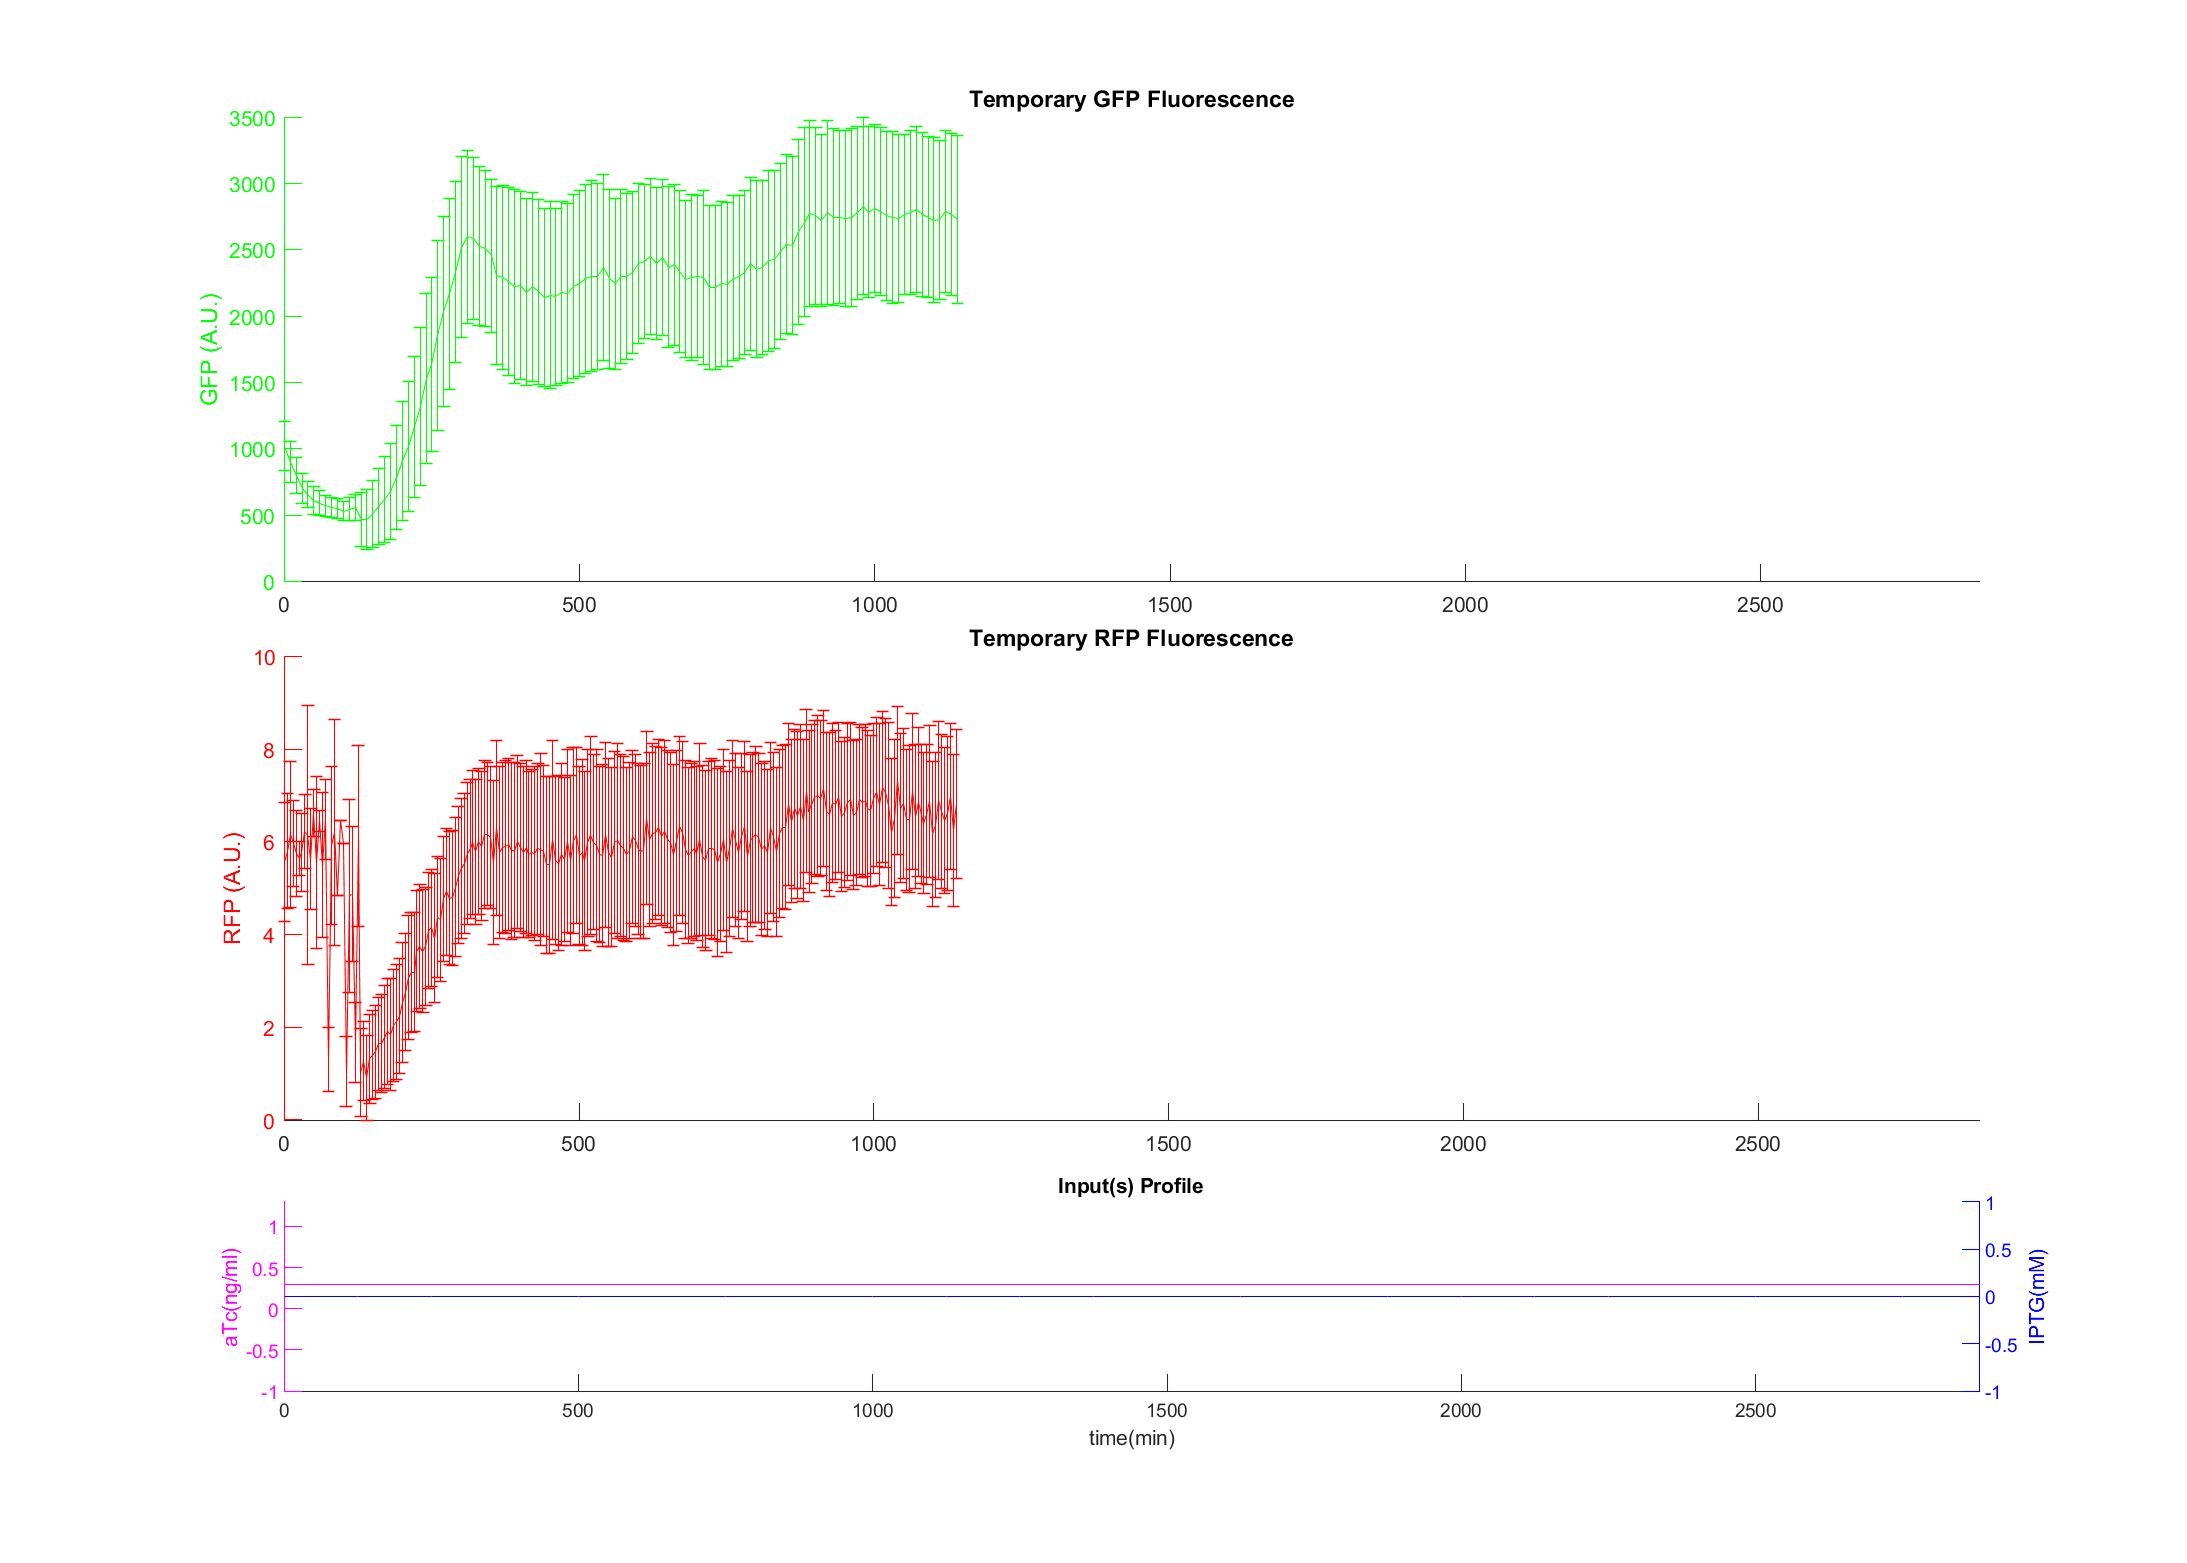 Temporary GFP Fluorescence
3500
3000
2500
2000
1500
1000
500
0
GFP (A.U.)
0 500 1000 1500 2000 2500
Temporary RFP Fluorescence
10
8
6
4
2
0
RFP (A.U.)
0 500 1000 1500 2000 2500
Input(s) Profile
1
0.5
0
-0.5
-1
aTc(ng/ml)
1
0.5
0
-0.5
-1
IPTG(mM)
0 500 1000 1500 2000 2500
time(min)